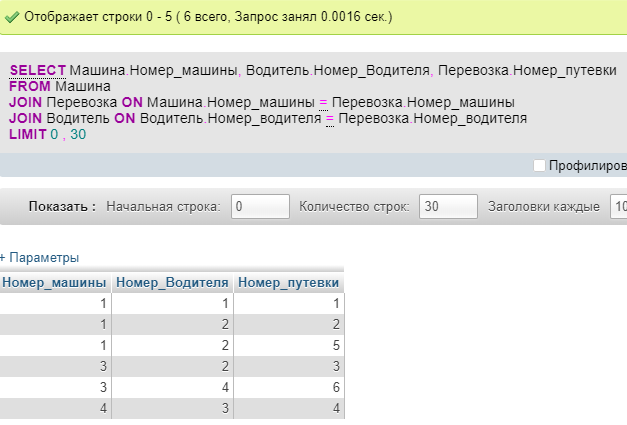 Отображает строки 0 - 5 ( 6 всего, Запрос занял 0.0016 сек.)
SELECT Машина.Номер_машины, Водитель.Номер_Водителя, Перевозка.Номер_путевки
FROM Машина
JOIN Перевозка ON Машина.Номер_машины = Перевозка.Номер_машины
JOIN Водитель ON Водитель.Номер_водителя = Перевозка.Номер_водителя
LIMIT 0 , 30
Профилиров
Показать : Начальная строка: 0 Количество строк: 30 Заголовки каждые 10
+ Параметры
Номер_машины Номер_Водителя Номер_путевки
1 1 1
1 2 2
1 2 5
3 2 3
3 4 6
4 3 4